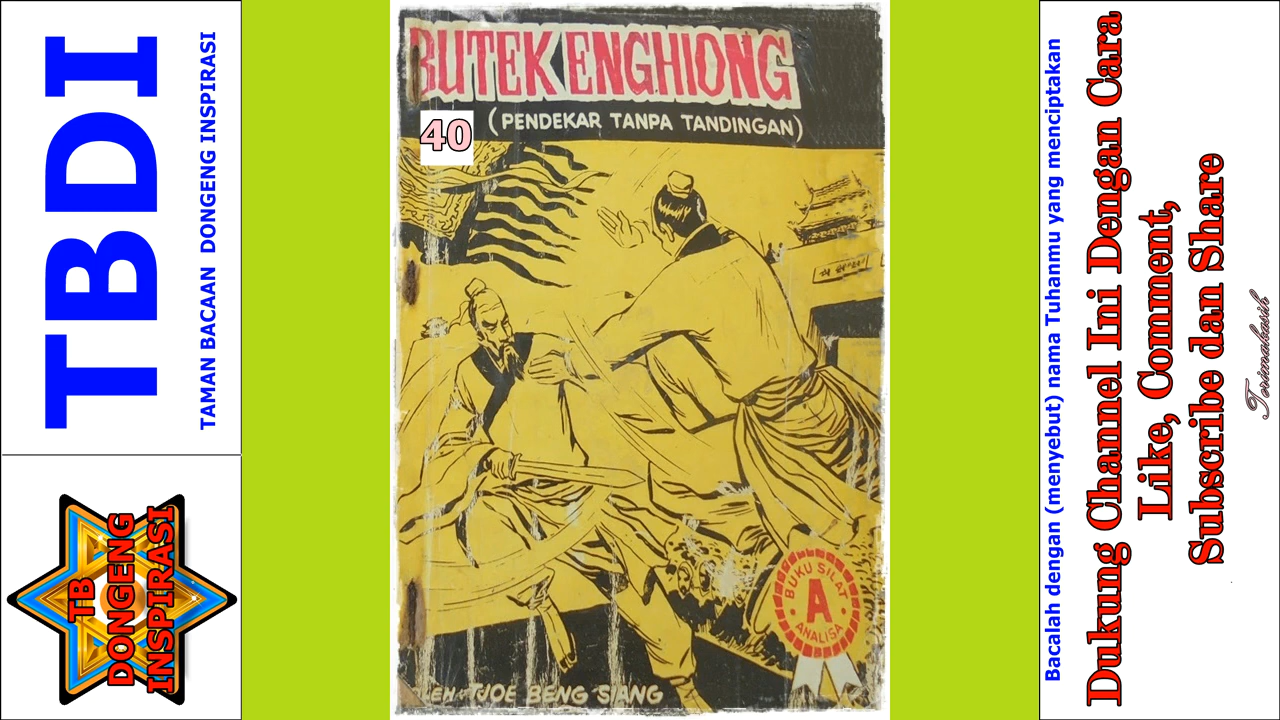 TBDI
TAMAN BACAAN DONGENG INSPIRASI
TB
DONGENG
INSPIRASI
BUTEK ENGHIONG
(PENDEKAR TANPA TANDINGAN)
40
BUKU SILAT
A
ANALISA
TJOE BENG SIANG
Bacalah dengan (menyebut) nama Tuhanmu yang menciptakan
Dukung Channel Ini Dengan Cara
Like, Comment,
Subscribe dan Share
Terimakasih